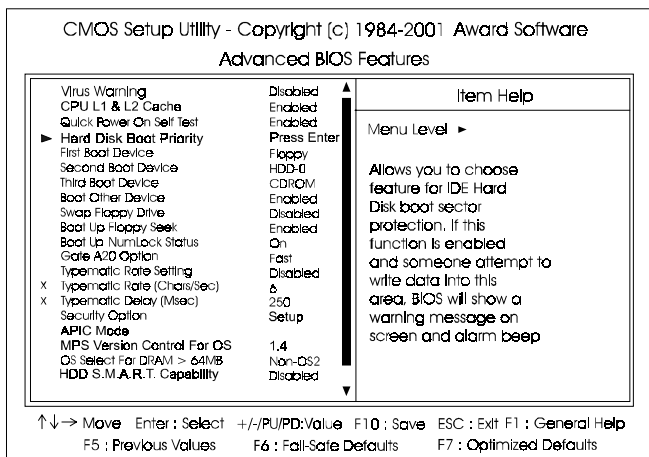 CMOS Setup Utility - Copyright (c) 1984-2001 Award Software
Advanced BIOS Features
Virus Warning Disabled
CPU L1 & L2 Cache Enabled
Quick Power On Self Test Enabled
► Hard Disk Boot Priority Press Enter
First Boot Device Floppy
Second Boot Device HDD-0
Third Boot Device CDROM
Boot Other Device Enabled
Swap Floppy Drive Disabled
Boot Up Floppy Seek Enabled
Boot Up NumLock Status On
Gate A20 Option Fast
Typematic Rate Setting Disabled
X Typematic Rate (Chars/Sec) 6
X Typematic Delay (Msec) 250
Security Option Setup
APIC Mode
MPS Version Control For OS 1.4
OS Select For DRAM > 64MB Non-OS2
HDD S.M.A.R.T. Capability Disabled
Item Help
Menu Level ►
Allows you to choose
feature for IDE Hard
Disk boot sector
protection. If this
function is enabled
and someone attempt to
write data into this
area, BIOS will show a
warning message on
screen and alarm beep
↑↓→ Move Enter : Select +/-/PU/PD:Value F10 : Save ESC : Exit F1 : General Help
F5 : Previous Values F6 : Fail-Safe Defaults F7 : Optimized Defaults